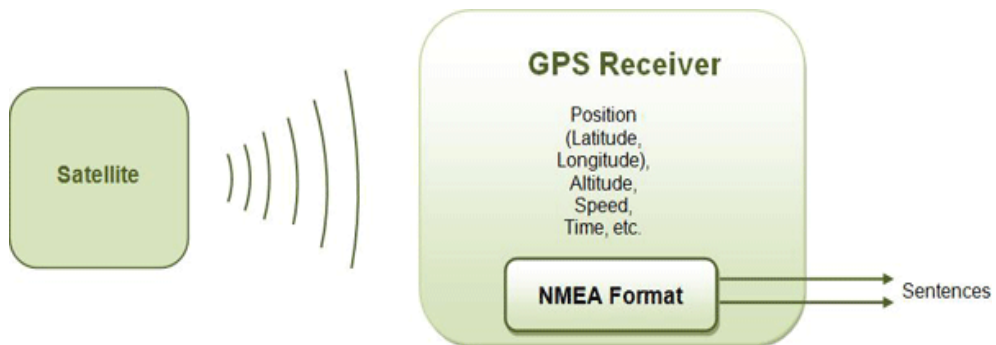 Satellite
GPS Receiver
Position
(Latitude,
Longitude),
Altitude,
Speed,
Time, etc.
NMEA Format
Sentences